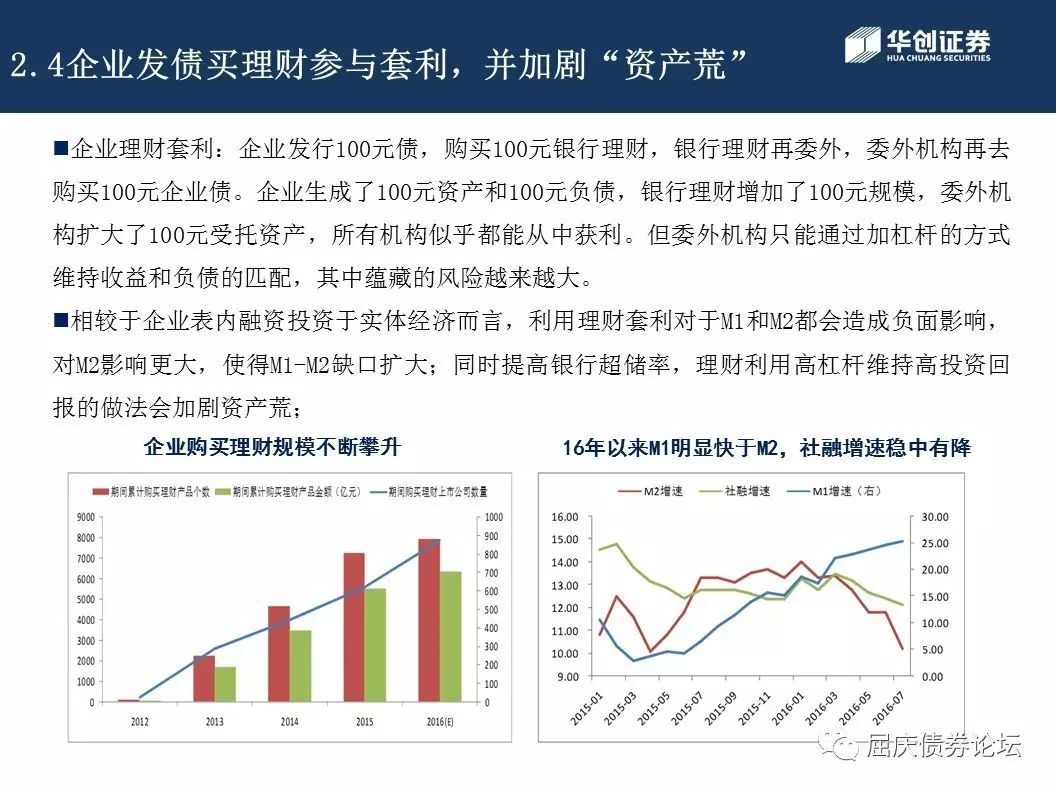 2.4企业发债买理财参与套利，并加剧“资产荒”
华创证券
HUA CHUANG SECURITIES
■企业理财套利：企业发行100元债，购买100元银行理财，银行理财再委外，委外机构再去
购买100元企业债。企业生成了100元资产和100元负债，银行理财增加了100元规模，委外机
构扩大了100元受托资产，所有机构似乎都能从中获利。但委外机构只能通过加杠杆的方式
维持收益和负债的匹配，其中蕴藏的风险越来越大。
■相较于企业表内融资投资于实体经济而言，利用理财套利对于M1和M2都会造成负面影响，
对M2影响更大，使得M1-M2缺口扩大；同时提高银行超储率，理财利用高杠杆维持高投资回
报的做法会加剧资产荒；
企业购买理财规模不断攀升
期间累计购买理财产品个数 期间累计购买理财产品金额（亿元） 期间购买理财上市公司数量
9000 1000
8000 900
7000 800
6000 700
5000 600
4000 500
3000 400
2000 300
1000 200
0 100
0
2012 2013 2014 2015 2016(E)
16年以来M1明显快于M2，社融增速稳中有降
M2增速 社融增速 M1增速（右）
16.00 30.00
15.00 25.00
14.00 20.00
13.00 15.00
12.00 10.00
11.00 5.00
10.00 0.00
9.00
2015-01 2015-03 2015-05 2015-07 2015-09 2015-11 2016-01 2016-03 2016-05 2016-07
屈庆债券论坛